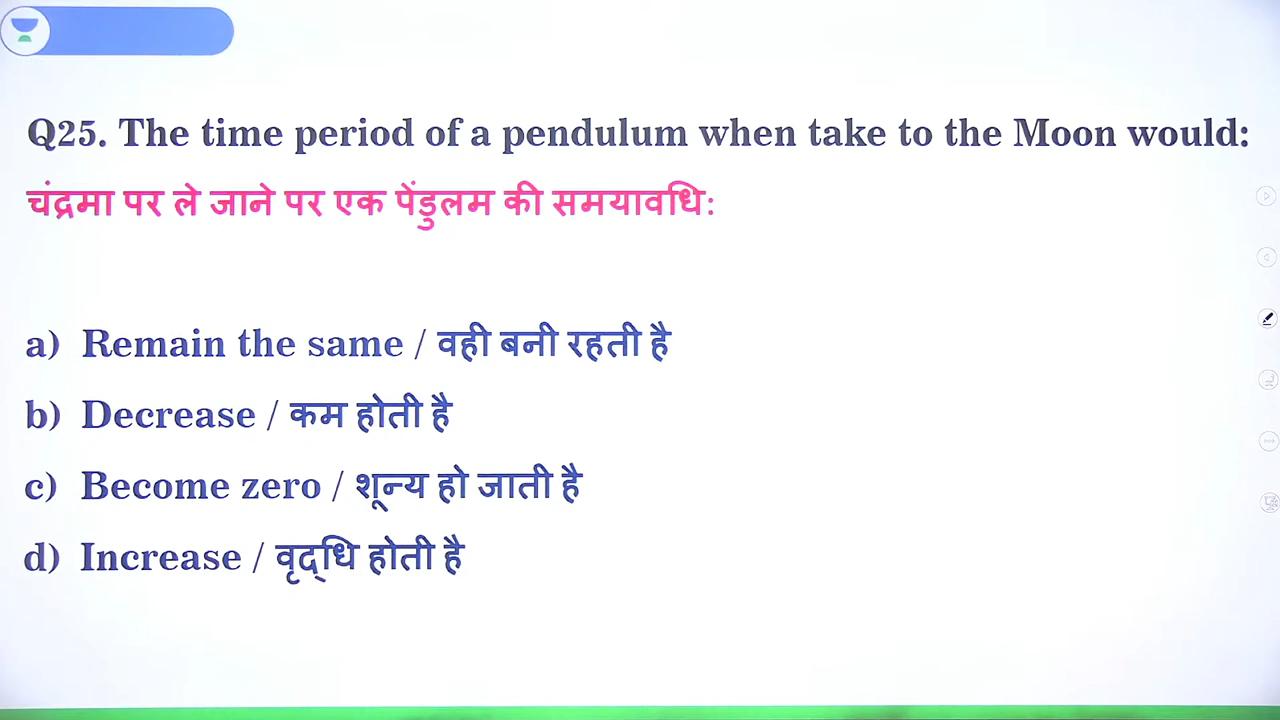 Q25. The time period of a pendulum when take to the Moon would:
चंद्रमा पर ले जाने पर एक पेंडुलम की समयावधि:
a) Remain the same / वही बनी रहती है
b) Decrease / कम होती है
c) Become zero / शून्य हो जाती है
d) Increase / वृद्धि होती है